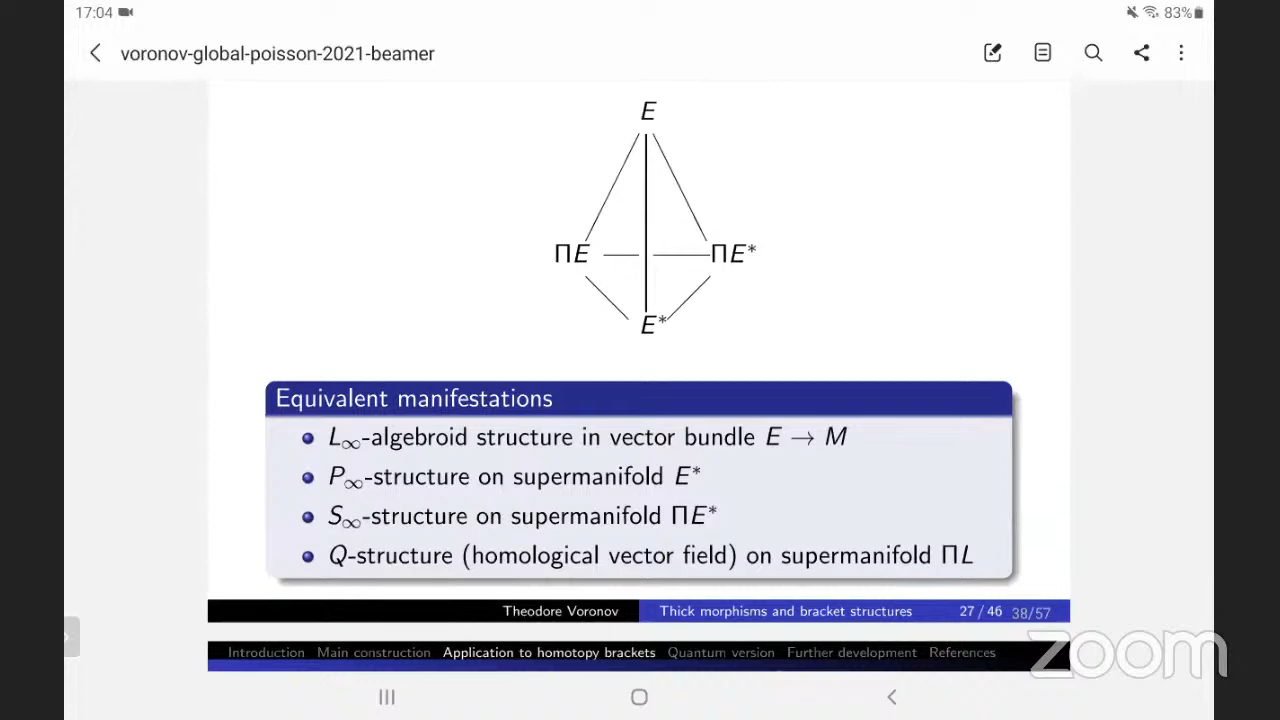 17:04
83%
voronov-global-poisson-2021-beamer
E
ΠE
ΠE*
E*
Equivalent manifestations
L∞-algebroid structure in vector bundle E → M
P∞-structure on supermanifold E*
S∞-structure on supermanifold ΠE*
Q-structure (homological vector field) on supermanifold ΠL
Theodore Voronov Thick morphisms and bracket structures 27 / 46 38/57
Introduction Main construction Application to homotopy brackets Quantum version Further development References
zoom